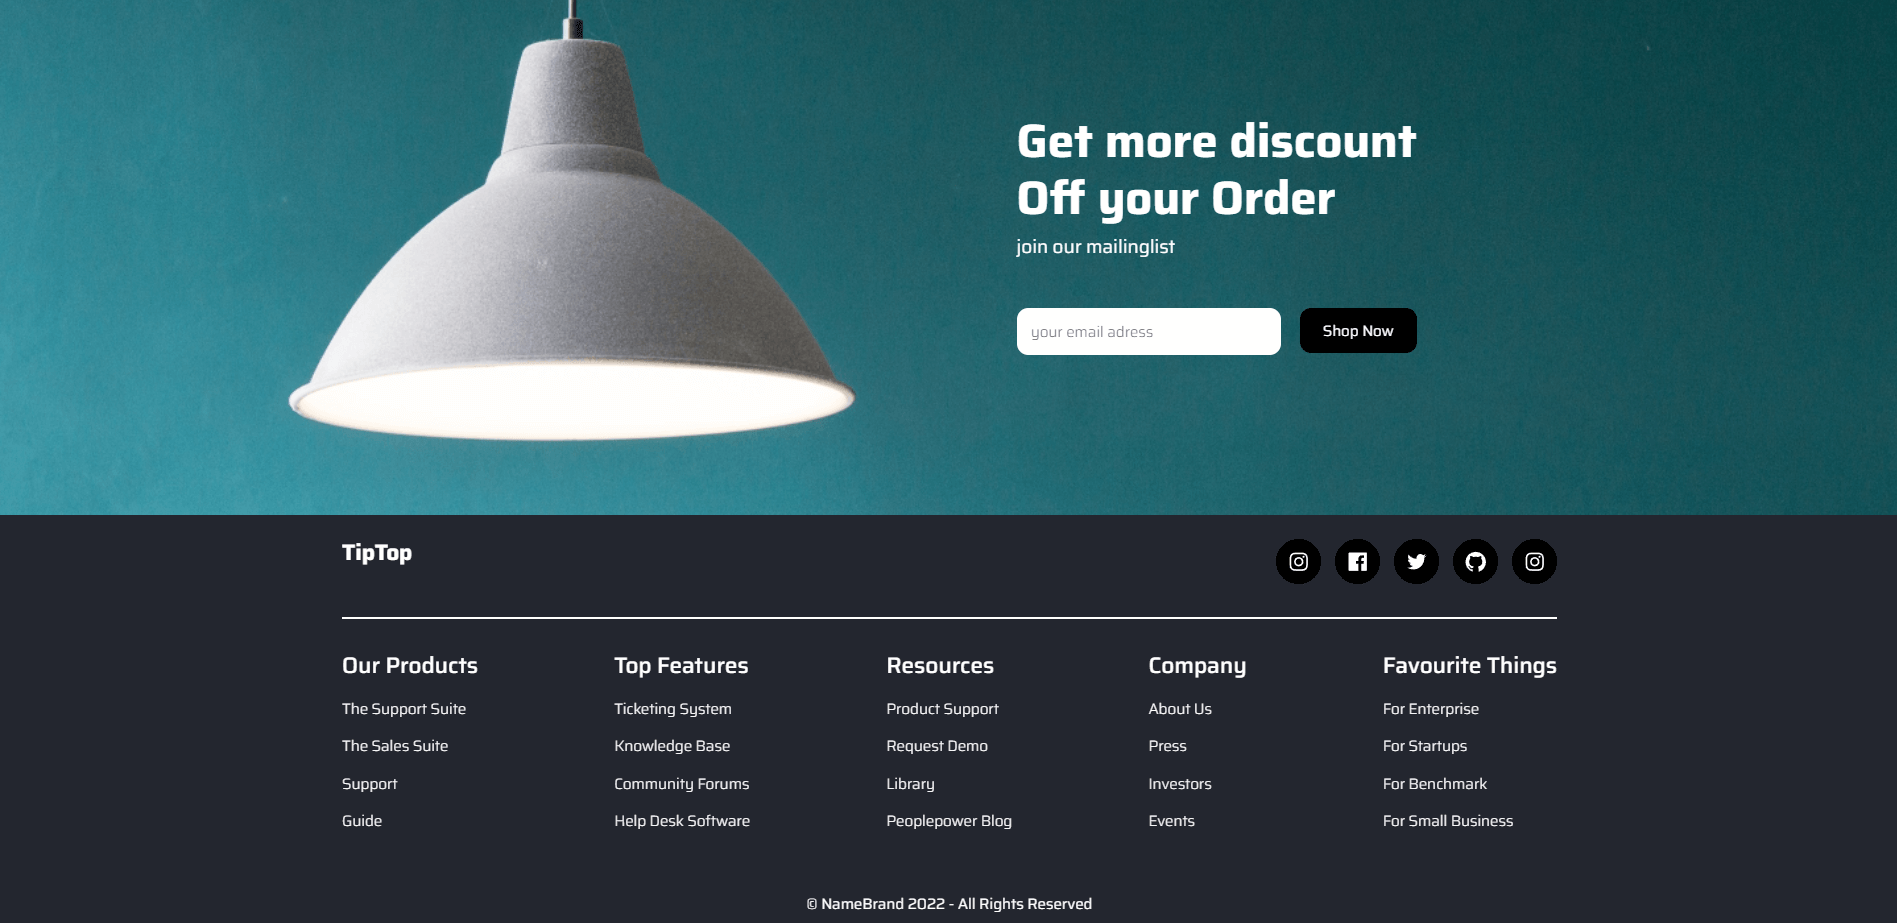 Get more discount
Off your Order
join our mailinglist
your email adress
Shop Now
TipTop
Our Products
The Support Suite
The Sales Suite
Support
Guide
Top Features
Ticketing System
Knowledge Base
Community Forums
Help Desk Software
Resources
Product Support
Request Demo
Library
Peoplepower Blog
Company
About Us
Press
Investors
Events
Favourite Things
For Enterprise
For Startups
For Benchmark
For Small Business
© NameBrand 2022 - All Rights Reserved